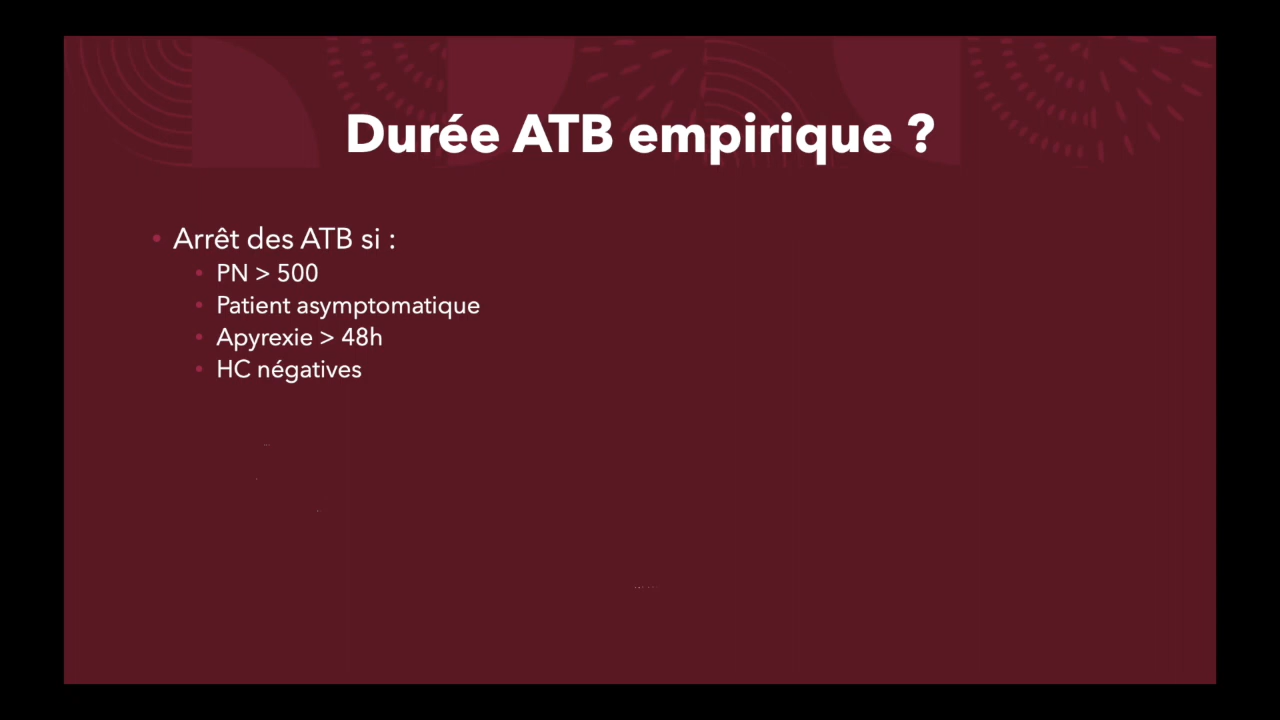 Durée ATB empirique ?
• Arrêt des ATB si :
• PN > 500
• Patient asymptomatique
• Apyrexie > 48h
• HC négatives